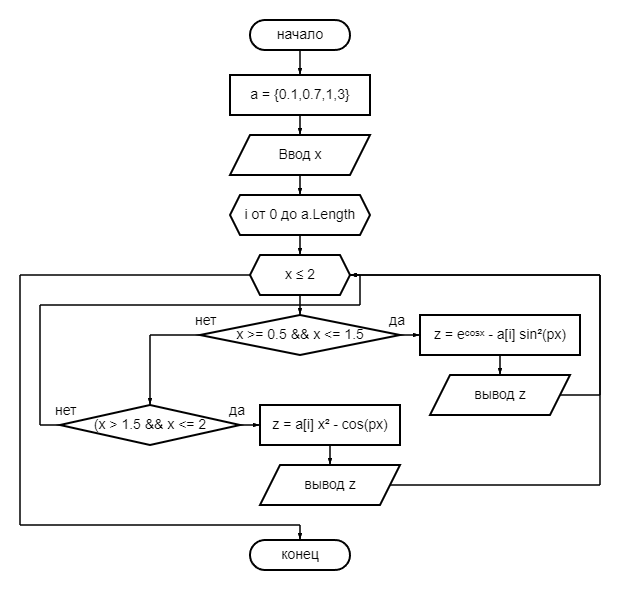 начало
a = {0.1,0.7,1,3}
Ввод x
i от 0 до a.Length
x ≤ 2
нет
x >= 0.5 && x <= 1.5
да
z = eᶜᵒˢˣ - a[i] sin²(px)
вывод z
нет
(x > 1.5 && x <= 2
да
z = a[i] x² - cos(px)
вывод z
конец